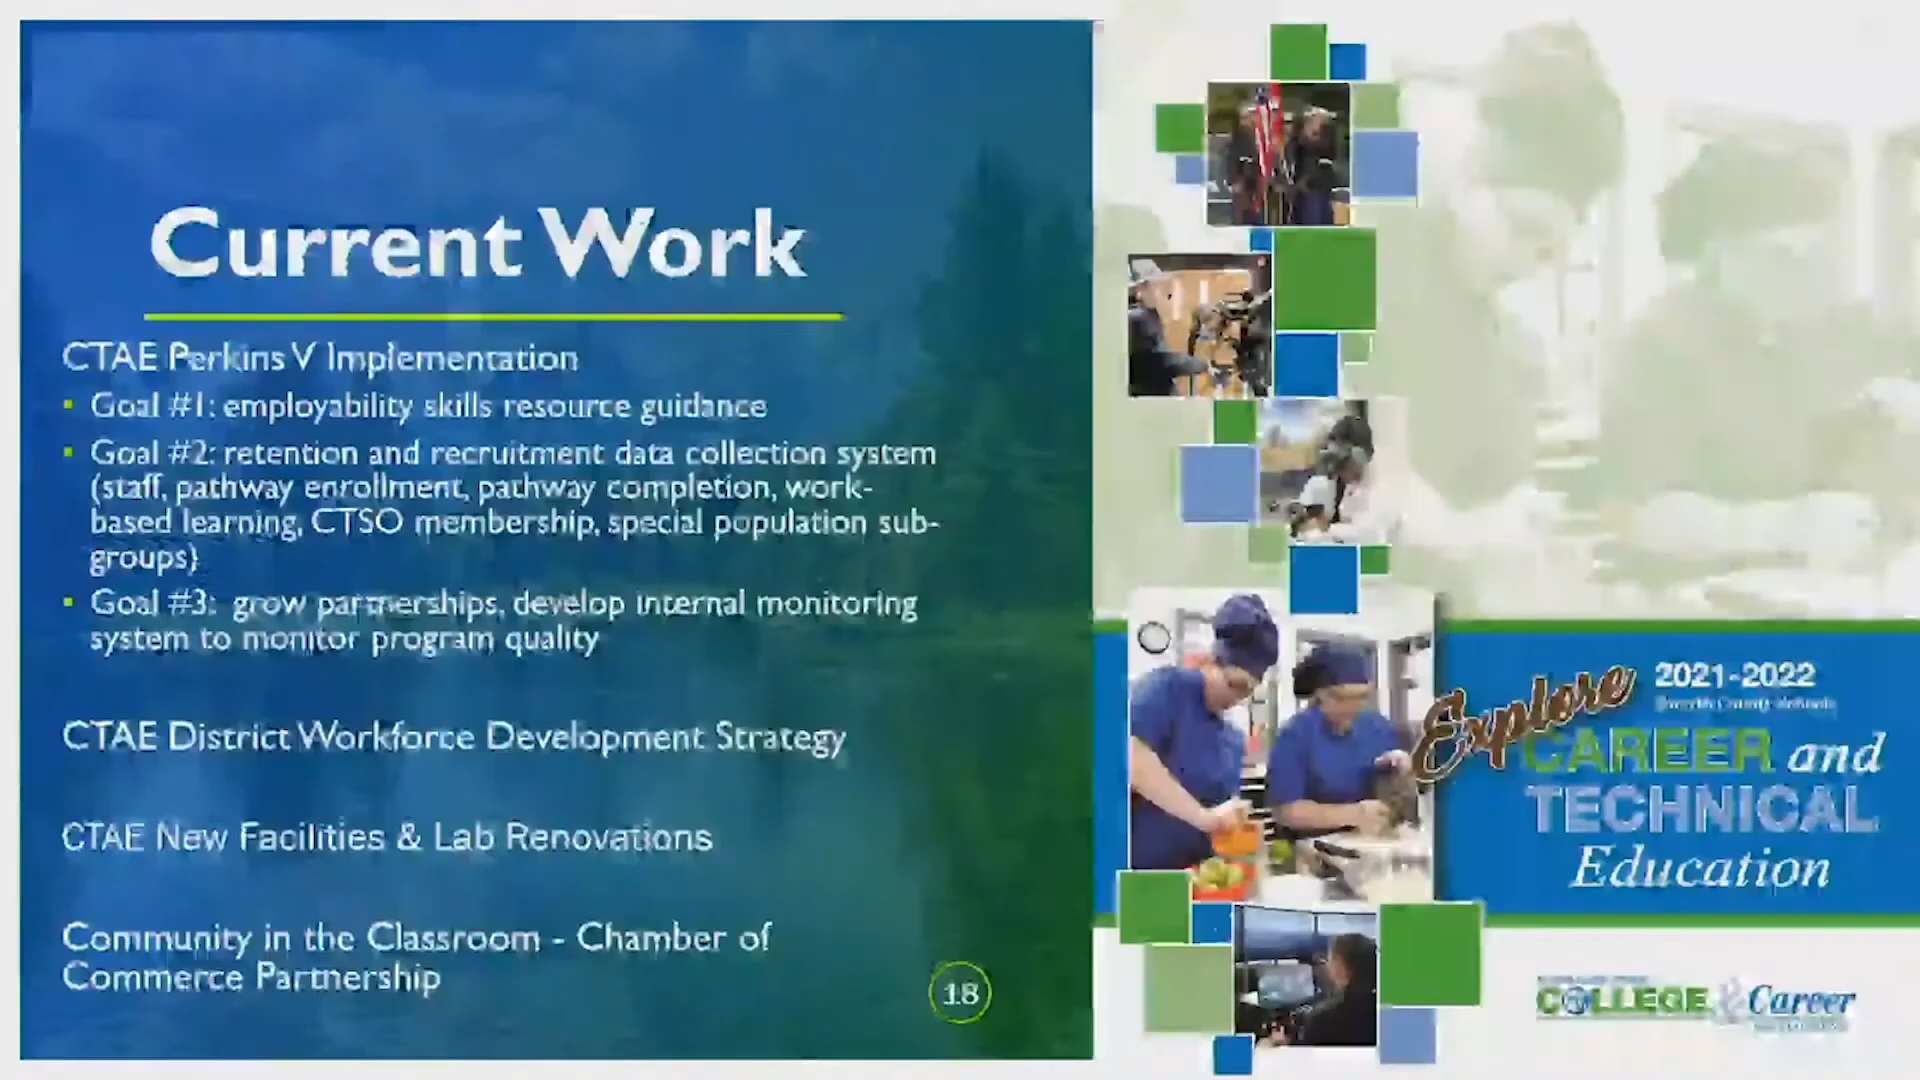 Current Work
CTAE Perkins V Implementation
▪ Goal #1: employability skills resource guidance
▪ Goal #2: retention and recruitment data collection system
(staff, pathway enrollment, pathway completion, work-
based learning, CTSO membership, special population sub-
groups)
▪ Goal #3: grow partnerships, develop internal monitoring
system to monitor program quality
CTAE District Workforce Development Strategy
CTAE New Facilities & Lab Renovations
Community in the Classroom - Chamber of
Commerce Partnership
18
2021-2022
Forsyth County Schools
Explore
CAREER and
TECHNICAL
Education
COLLEGE & Career